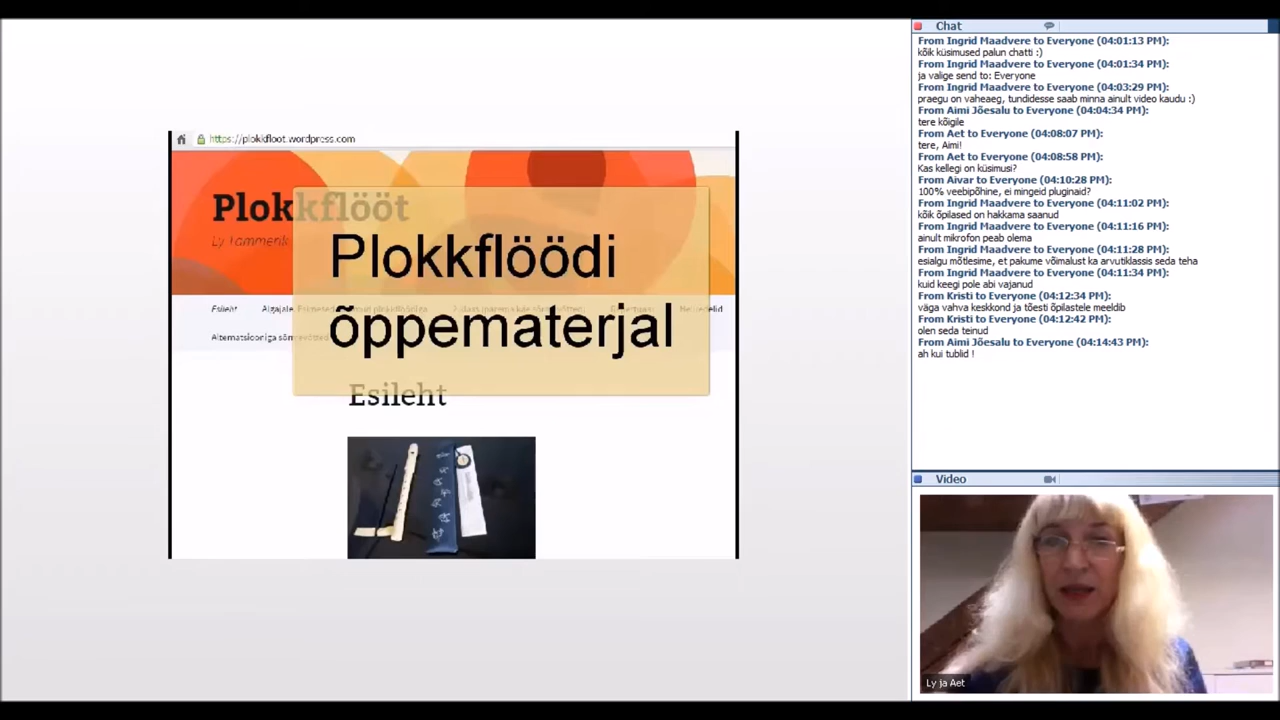 https://plokkfloot.wordpress.com
Plokkflööt
Ly Tammerik
Plokkflöödi
õppematerjal
Esileht
Repertuaar
Alternatsiooniga sõrmevõtted
Esileht
Chat
From Ingrid Maadvere to Everyone (04:01:13 PM):
kõik küsimused palun chatti :)
From Ingrid Maadvere to Everyone (04:01:34 PM):
ja valige send to: Everyone
From Ingrid Maadvere to Everyone (04:03:29 PM):
praegu on vaheaeg, tundidesse saab minna ainult video kaudu :)
From Aimi Jõesalu to Everyone (04:04:34 PM):
tere kõigile
From Aet to Everyone (04:08:07 PM):
tere, Aimi!
From Aet to Everyone (04:08:58 PM):
Kas kellegi on küsimusi?
From Aivar to Everyone (04:10:28 PM):
100% veebipõhine, ei mingeid pluginaid?
From Ingrid Maadvere to Everyone (04:11:02 PM):
kõik õpilased on hakkama saanud
From Ingrid Maadvere to Everyone (04:11:16 PM):
ainult mikrofon peab olema
From Ingrid Maadvere to Everyone (04:11:28 PM):
esialgu mõtlesime, et pakume võimalust ka arvutiklassis seda teha
From Ingrid Maadvere to Everyone (04:11:34 PM):
kuid keegi pole abi vajanud
From Kristi to Everyone (04:12:34 PM):
väga vahva keskkond ja tõesti õpilastele meeldib
From Kristi to Everyone (04:12:42 PM):
olen seda teinud
From Aimi Jõesalu to Everyone (04:14:43 PM):
ah kui tublid !
Video
Ly ja Aet